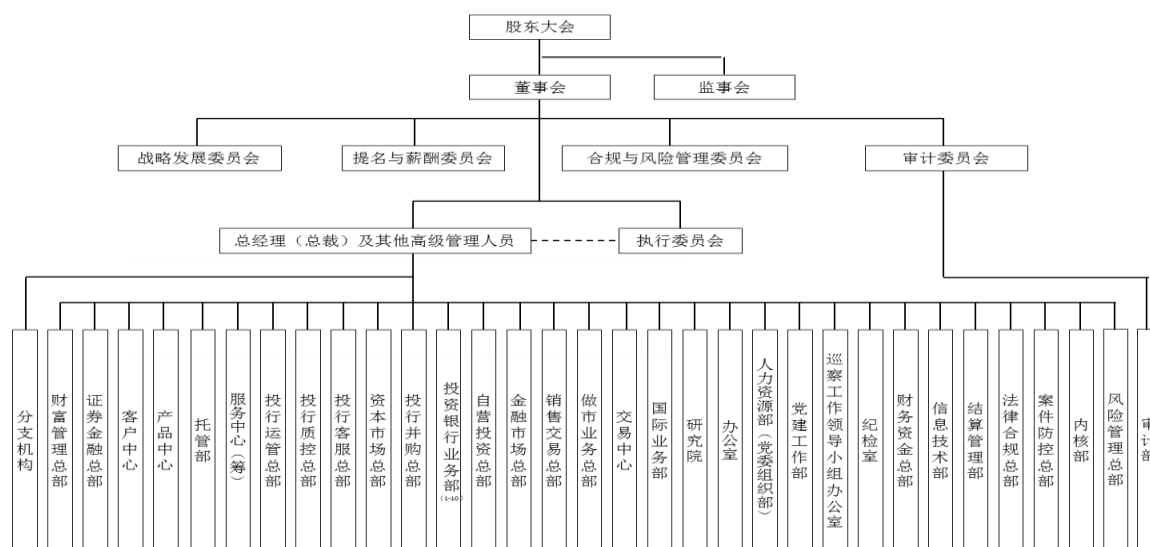 股东大会
董事会
监事会
战略发展委员会
提名与薪酬委员会
合规与风险管理委员会
审计委员会
总经理（总裁）及其他高级管理人员
执行委员会
分支机构
财富管理总部
证券金融总部
客户中心
产品中心
托管部
服务中心（筹）
投行运管总部
投行质控总部
投行客服总部
资本市场总部
投行并购总部
投资银行业务部（1-10）
自营投资总部
金融市场总部
销售交易总部
做市业务总部
交易中心
国际业务部
研究院
办公室
人力资源部（党委组织部）
党建工作部
巡察工作领导小组办公室
纪检室
财务资金总部
信息技术部
结算管理部
法律合规总部
案件防控总部
内核部
风险管理总部
审计部